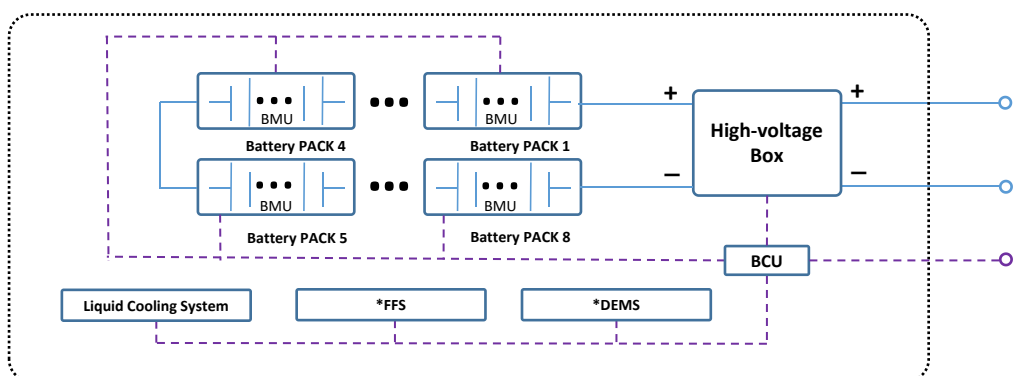 BMU
BMU
Battery PACK 4
Battery PACK 1
+
+
High-voltage
Box
BMU
BMU
—
—
Battery PACK 5
Battery PACK 8
BCU
Liquid Cooling System
*FFS
*DEMS